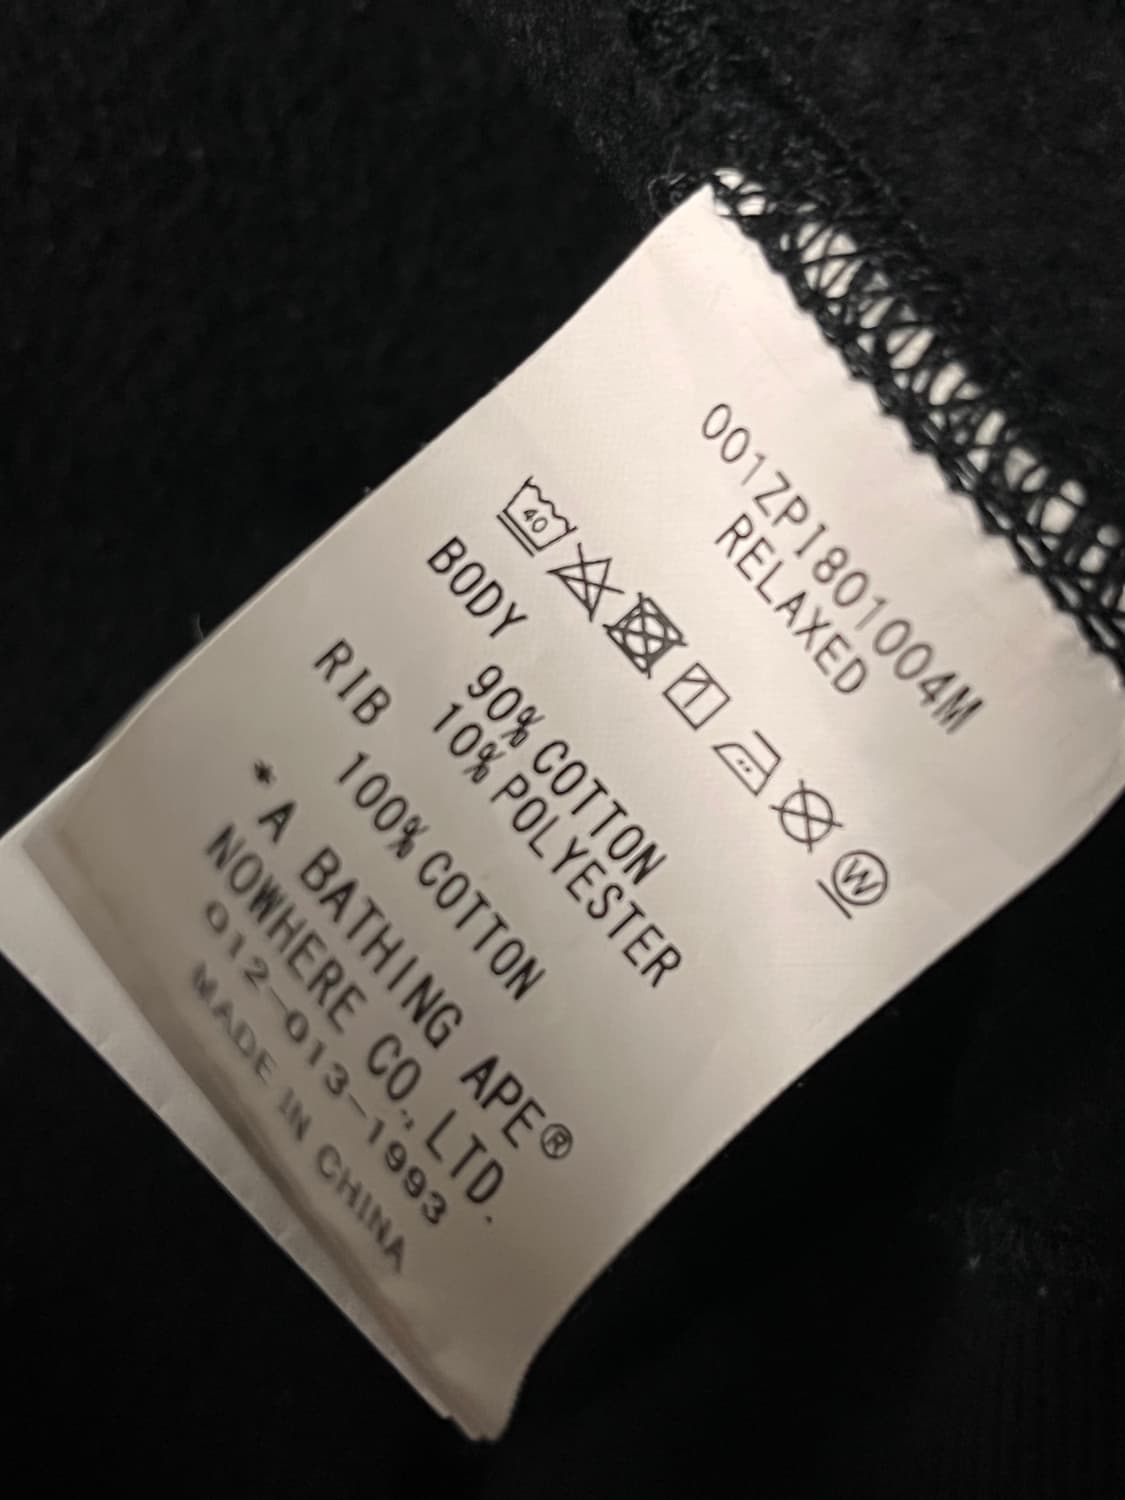 001ZPI801004M
RELAXED
40
W
BODY 90% COTTON
10% POLYESTER
RIB 100% COTTON
* A BATHING APE®
NOWHERE CO., LTD.
012-013-1993
MADE IN CHINA